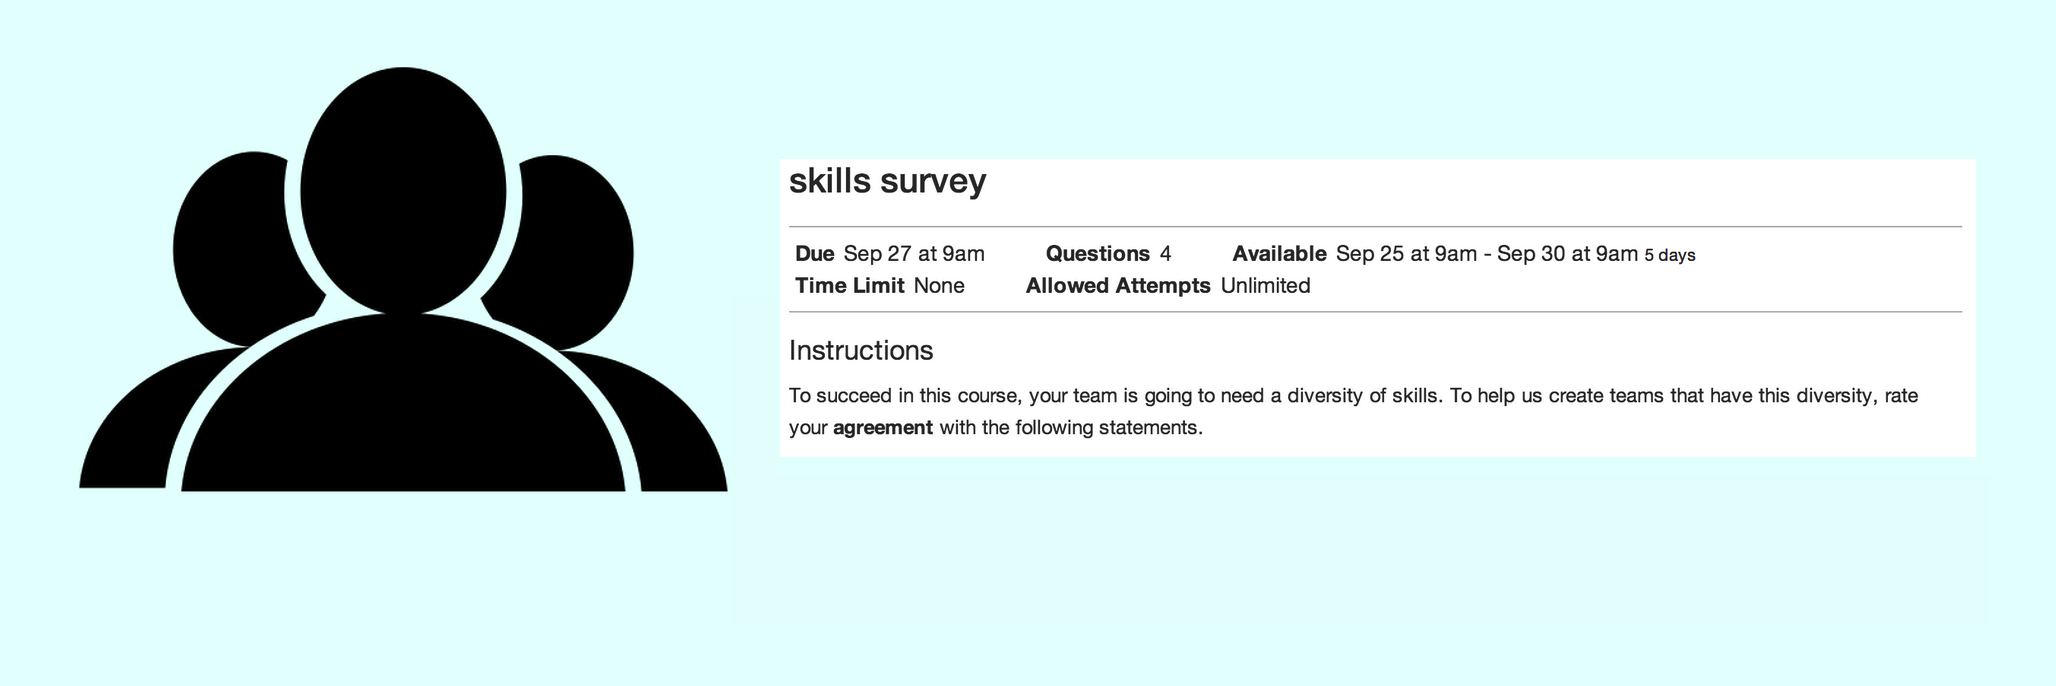 skills survey
Due Sep 27 at 9am Questions 4 Available Sep 25 at 9am - Sep 30 at 9am 5 days
Time Limit None Allowed Attempts Unlimited
Instructions
To succeed in this course, your team is going to need a diversity of skills. To help us create teams that have this diversity, rate
your agreement with the following statements.